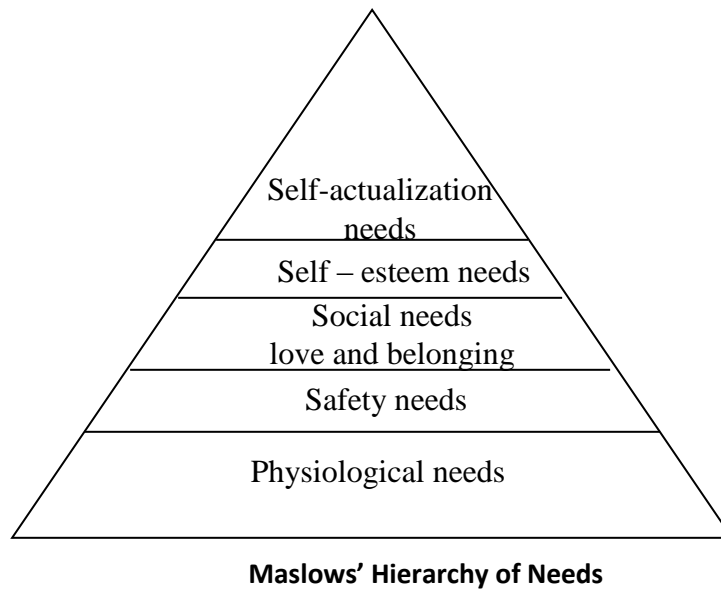 Self-actualization
needs
Self – esteem needs
Social needs
love and belonging
Safety needs
Physiological needs
Maslows’ Hierarchy of Needs